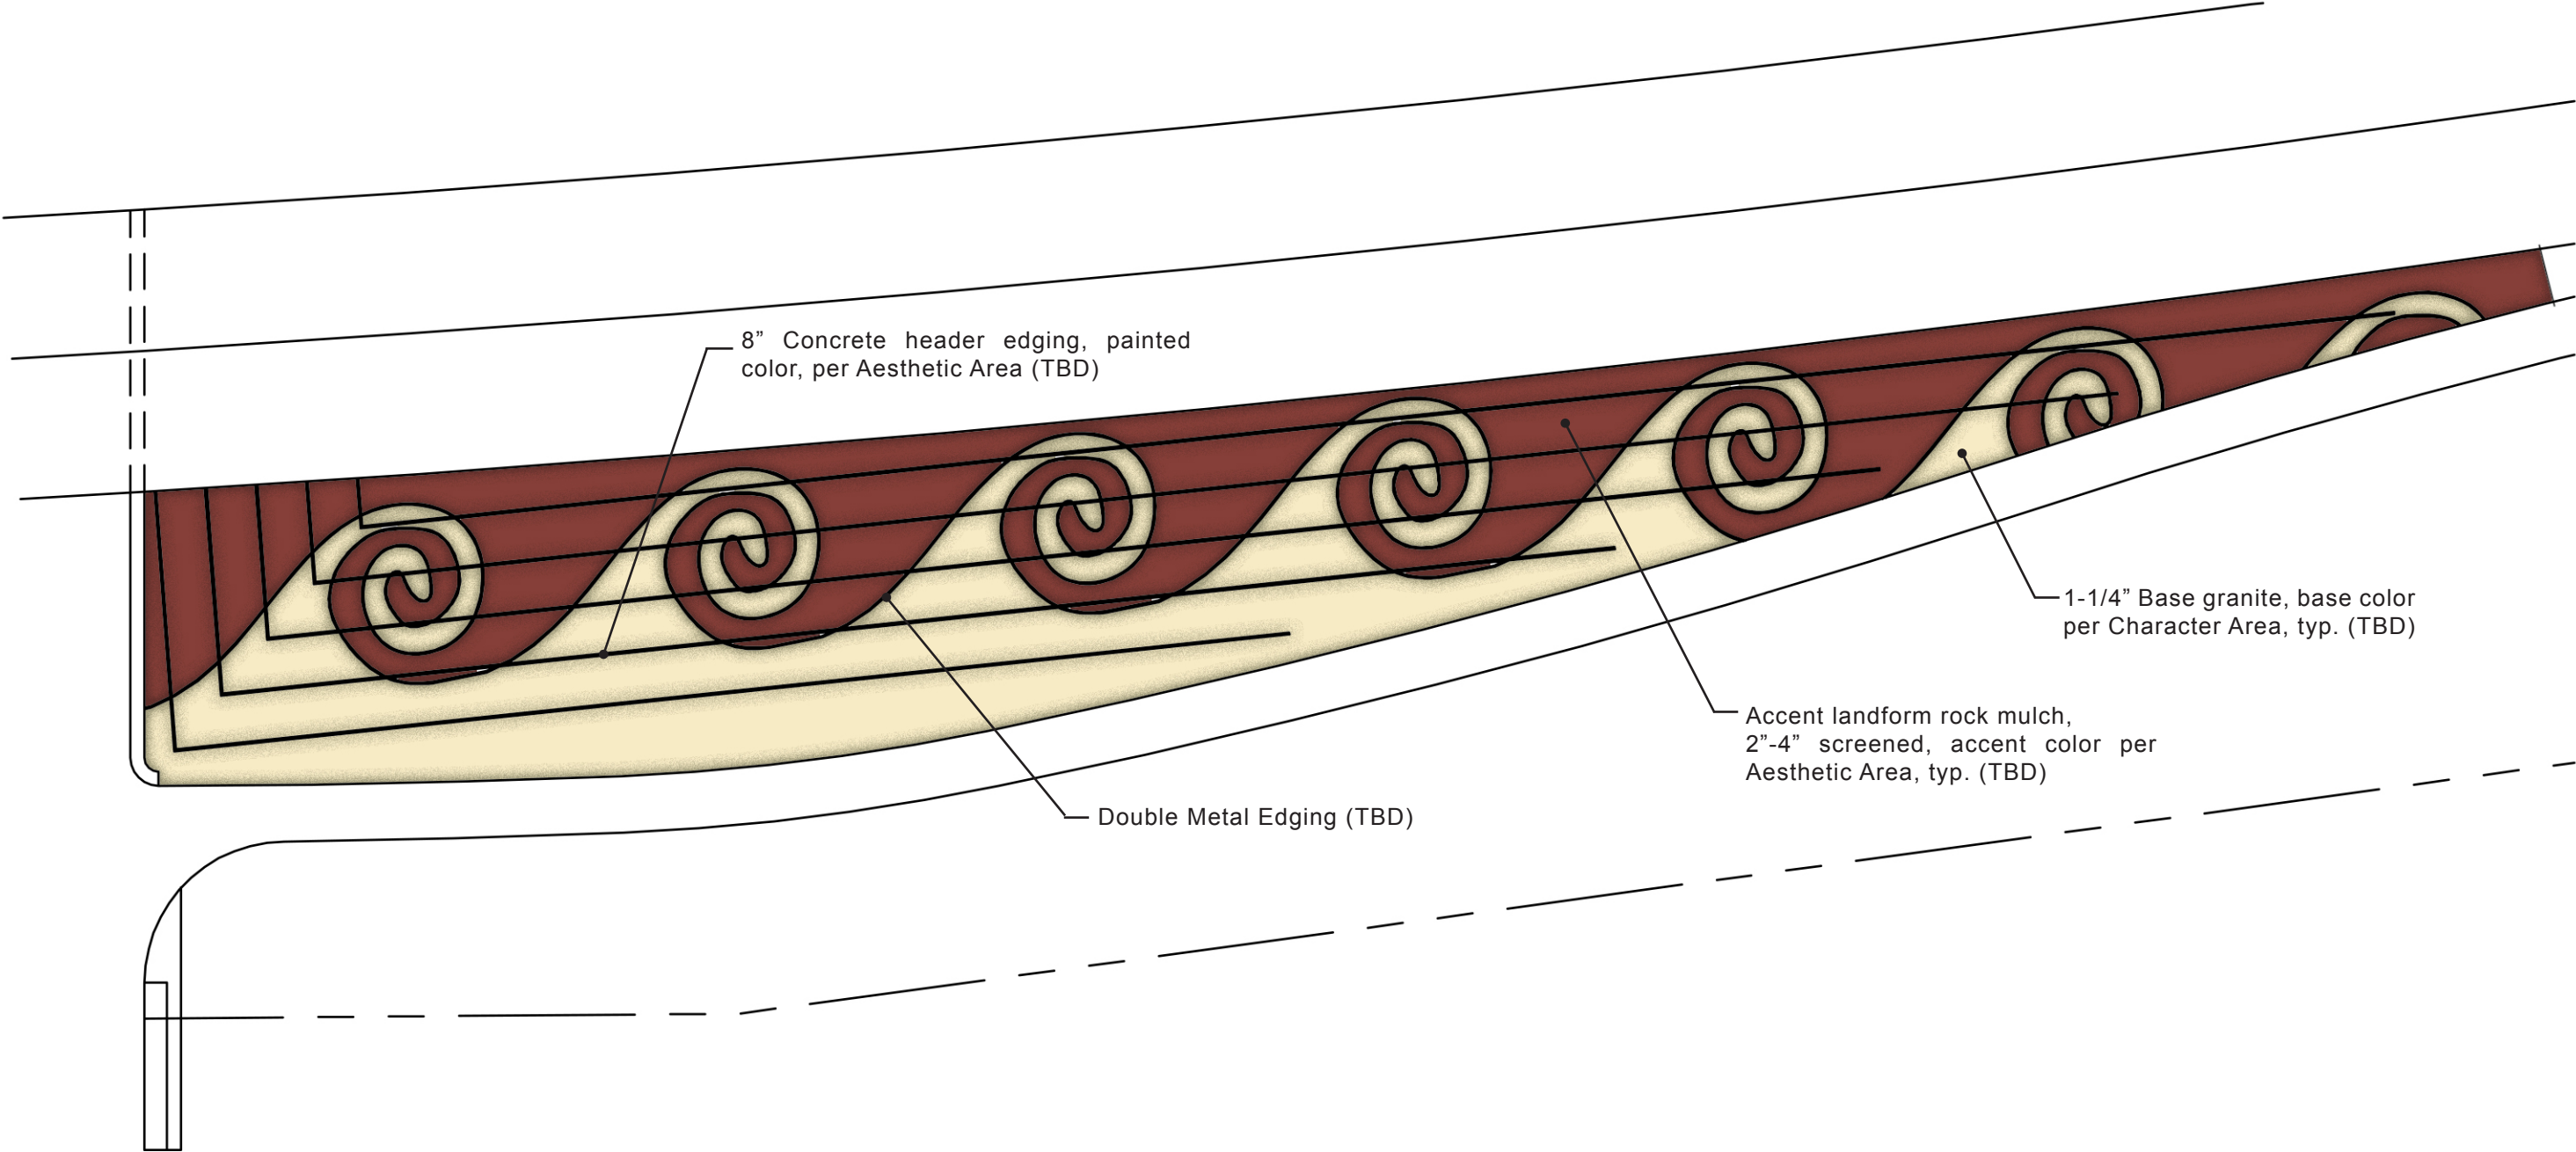 8” Concrete header edging, painted
color, per Aesthetic Area (TBD)
1-1/4” Base granite, base color
per Character Area, typ. (TBD)
Accent landform rock mulch,
2”-4” screened, accent color per
Aesthetic Area, typ. (TBD)
Double Metal Edging (TBD)